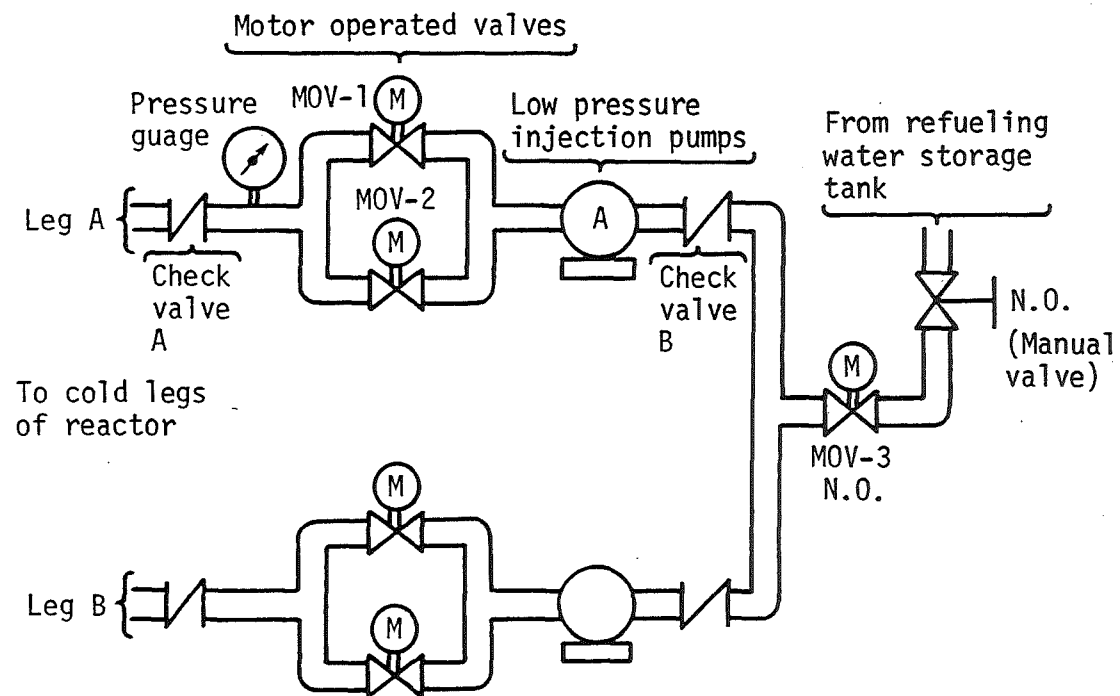 Motor operated valves
MOV-1
M
Pressure
guage
Low pressure
injection pumps
From refueling
water storage
tank
Leg A
MOV-2
M
A
Check
valve
A
Check
valve
B
N.O.
(Manual
valve)
M
MOV-3
N.O.
To cold legs
of reactor
M
Leg B
M